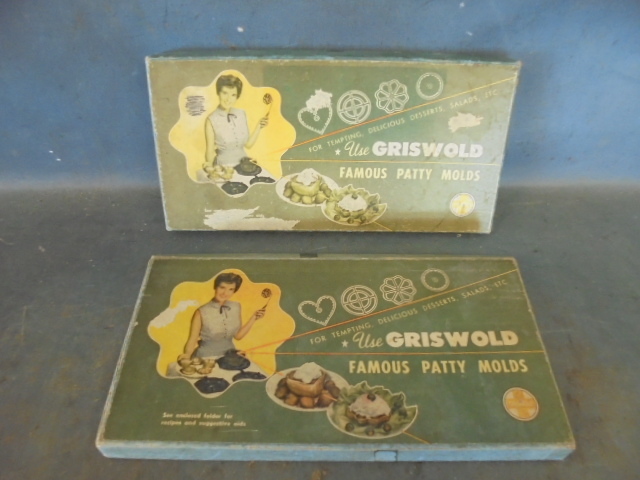 FOR TEMPTING, DELICIOUS DESSERTS, SALADS, ETC.
★ Use GRISWOLD
FAMOUS PATTY MOLDS
FOR TEMPTING, DELICIOUS DESSERTS, SALADS, ETC.
★ Use GRISWOLD
FAMOUS PATTY MOLDS
See enclosed folder for
recipes and suggestive aids